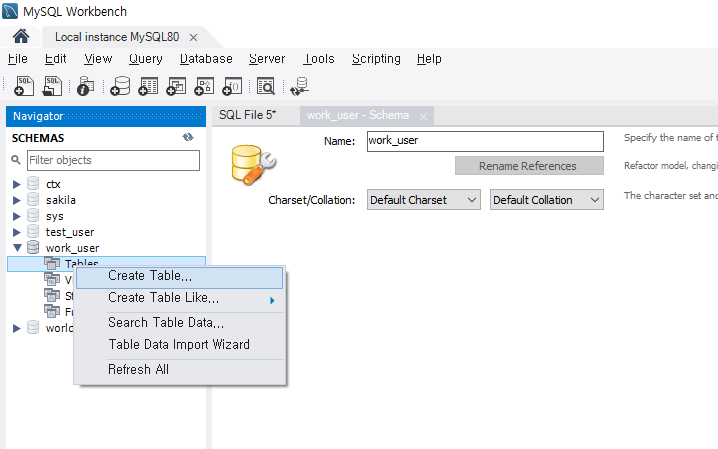 MySQL Workbench
Local instance MySQL80
File Edit View Query Database Server Tools Scripting Help
Navigator
SCHEMAS
Filter objects
ctx
sakila
sys
test_user
work_user
Tables
world
Create Table...
Create Table Like...
Search Table Data...
Table Data Import Wizard
Refresh All
SQL File 5*
work_user - Schema
Name: work_user
Specify the name of t
Rename References
Refactor model, changi
Charset/Collation: Default Charset Default Collation
The character set and